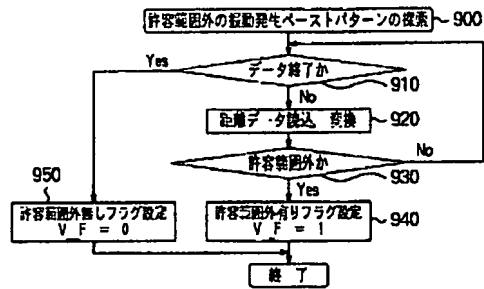 許容範囲外の振動発生ペーストパターンの探索
900
Yes
データ終了か
910
No
距離データ読込 変換
920
950
許容範囲外か
No
930
Yes
許容範囲外無しフラグ設定
V_F = 0
許容範囲外有りフラグ設定
V_F = 1
940
終了